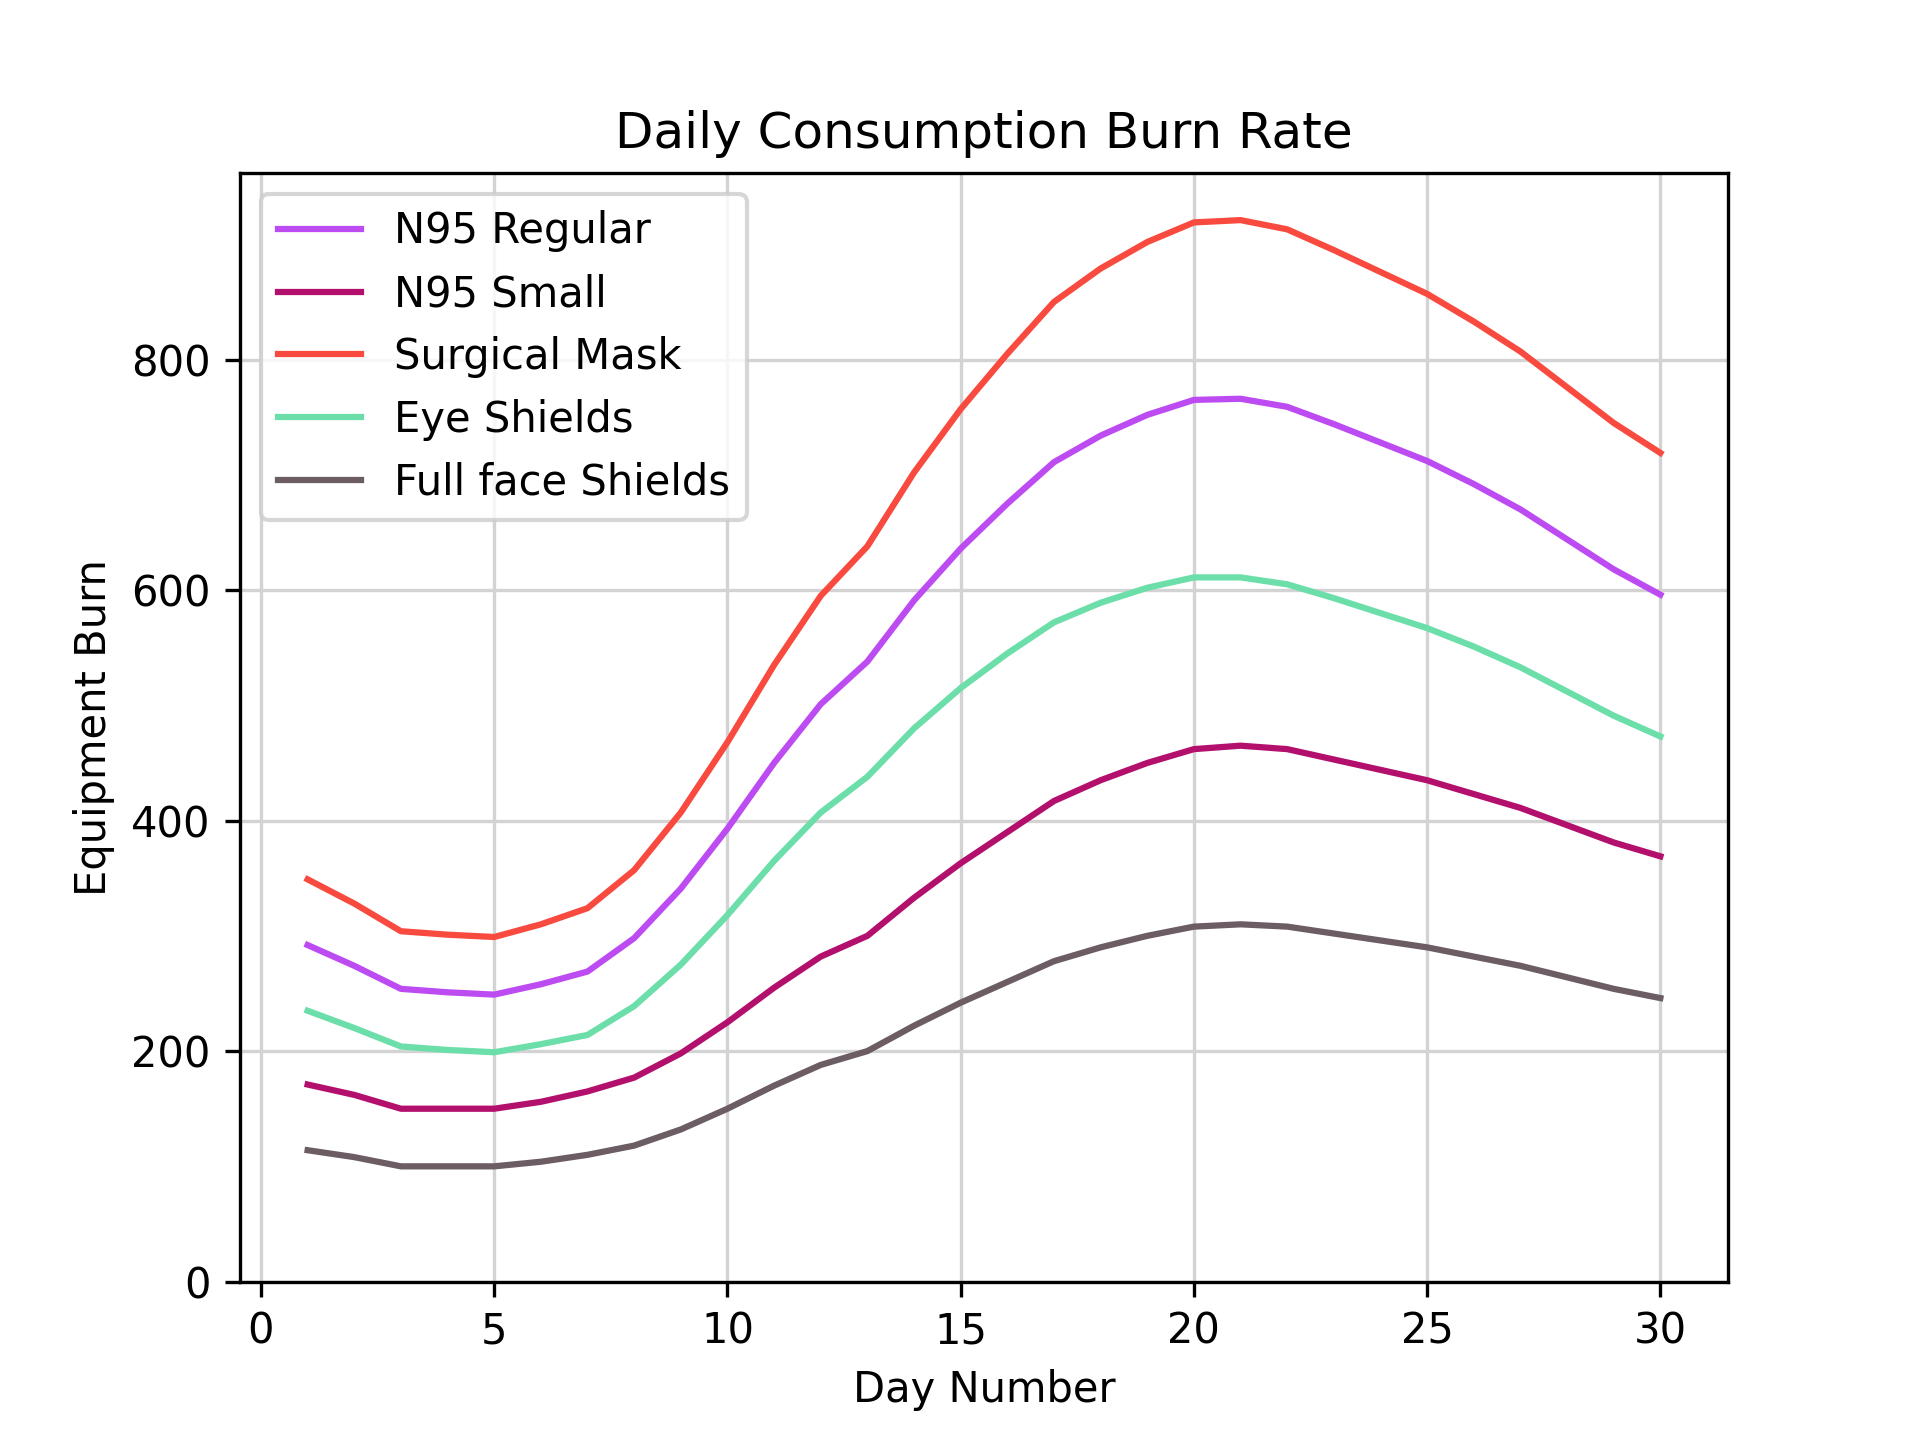 Daily Consumption Burn Rate
N95 Regular
N95 Small
Surgical Mask
Eye Shields
Full face Shields
Equipment Burn
800
600
400
200
0
0 5 10 15 20 25 30
Day Number